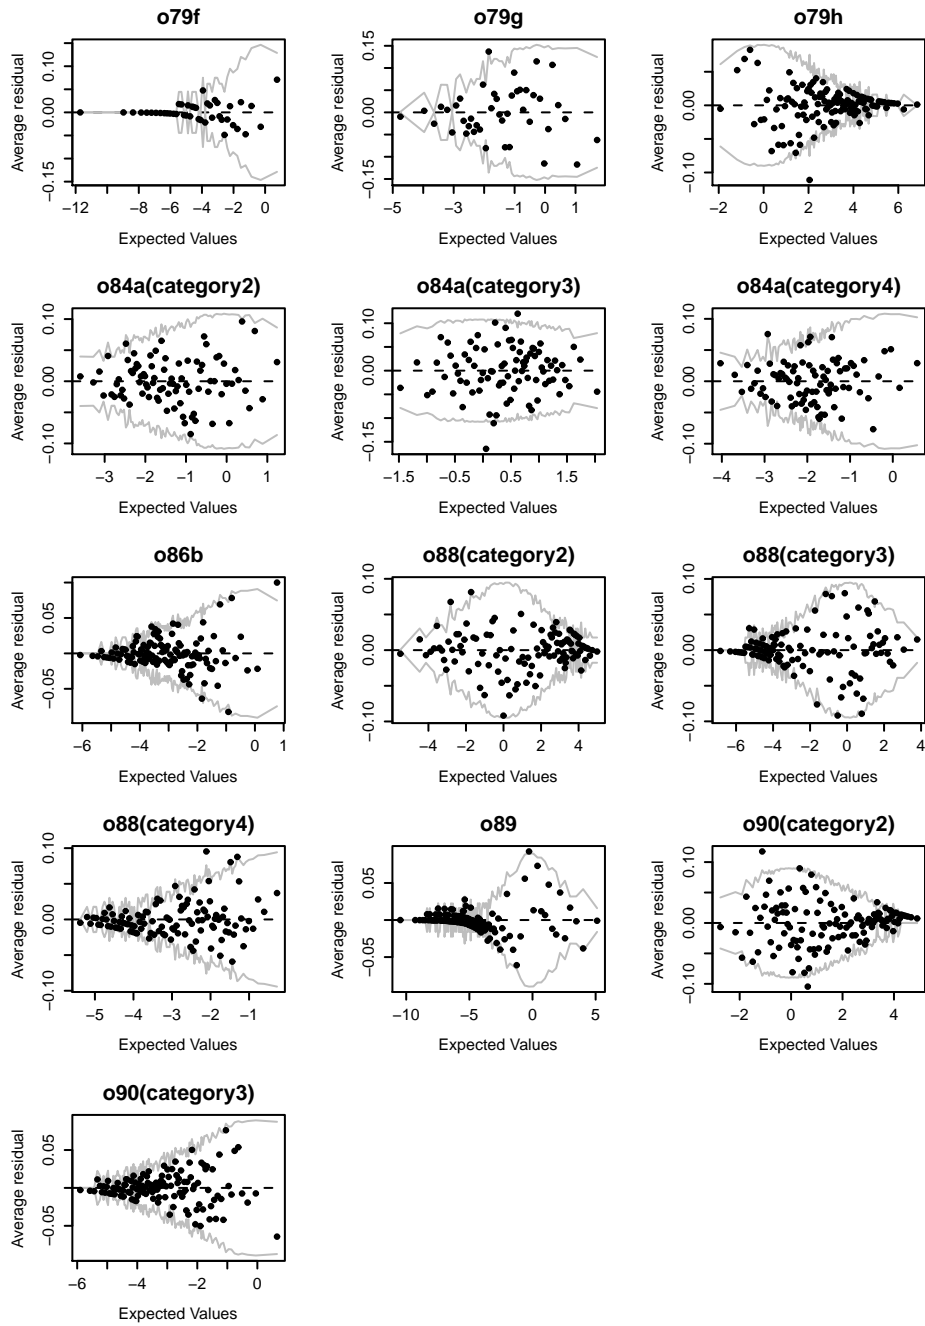 o79f
Average residual
−0.15 0.00 0.10
−12 −8 −6 −4 −2 0
Expected Values
o79g
Average residual
−0.15 0.00 0.15
−5 −3 −1 0 1
Expected Values
o79h
Average residual
−0.10 0.00 0.05
−2 0 2 4 6
Expected Values
o84a(category2)
Average residual
−0.10 0.00 0.10
−3 −2 −1 0 1
Expected Values
o84a(category3)
Average residual
−0.15 0.00 0.10
−1.5 −0.5 0.5 1.5
Expected Values
o84a(category4)
Average residual
−0.10 0.00 0.10
−4 −3 −2 −1 0
Expected Values
o86b
Average residual
−0.05 0.05
−6 −4 −2 0 1
Expected Values
o88(category2)
Average residual
−0.10 0.00 0.10
−4 −2 0 2 4
Expected Values
o88(category3)
Average residual
−0.10 0.00 0.10
−6 −4 −2 0 2 4
Expected Values
o88(category4)
Average residual
−0.10 0.00 0.10
−5 −4 −3 −2 −1
Expected Values
o89
Average residual
−0.05 0.05
−10 −5 0 5
Expected Values
o90(category2)
Average residual
−0.10 0.00 0.10
−2 0 2 4
Expected Values
o90(category3)
Average residual
−0.05 0.05
−6 −4 −2 0
Expected Values